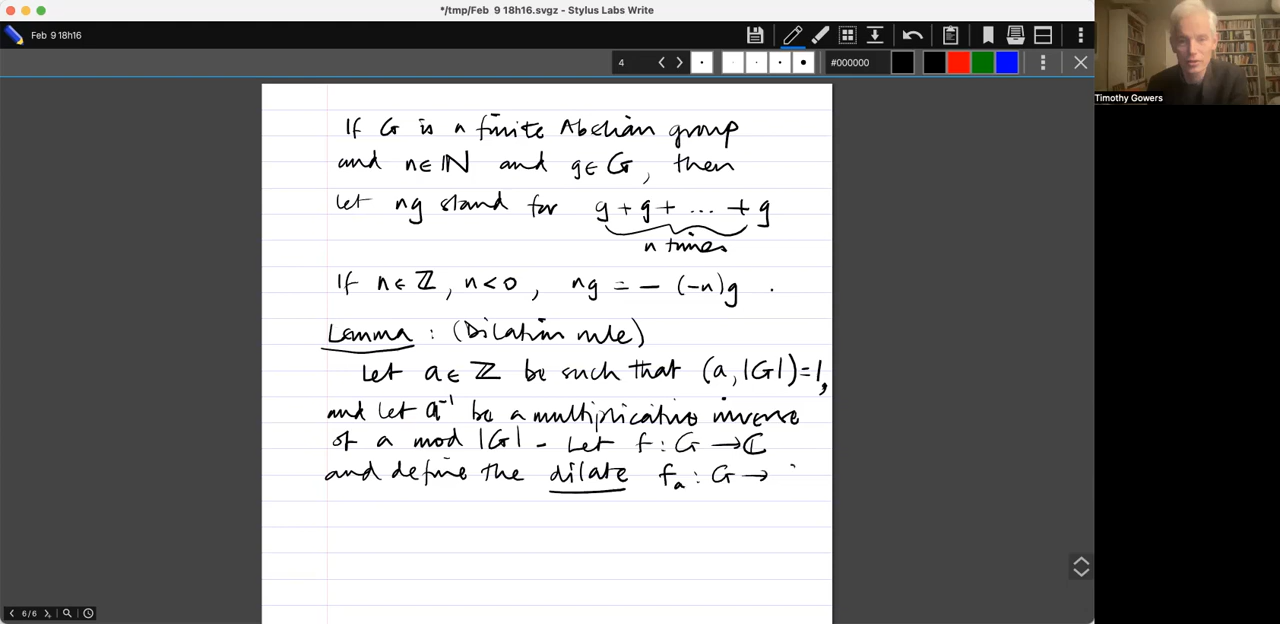 */tmp/Feb 9 18h16.svgz - Stylus Labs Write
Feb 9 18h16
4
#000000
Timothy Gowers
If G is a finite Abelian group
and n ∈ ℕ and g ∈ G, then
let ng stand for g + g + ... + g
n times
If n ∈ ℤ, n < 0, ng = - (-n)g .
Lemma : (Dilation rule)
Let a ∈ ℤ be such that (a, |G|) = 1,
and let a⁻¹ be a multiplicative inverse
of a mod |G| . Let f : G → ℂ
and define the dilate fₐ : G →
6/6